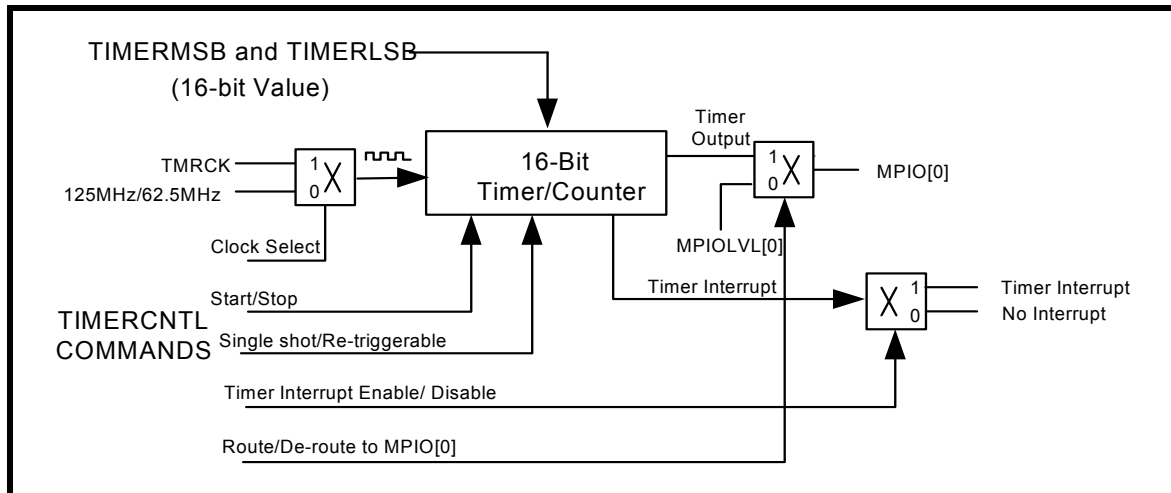 TIMERMSB and TIMERLSB
(16-bit Value)
TMRCK
125MHz/62.5MHz
1
0
X
Clock Select
16-Bit
Timer/Counter
Timer
Output
1
0
X
MPIO[0]
MPIOLVL[0]
Start/Stop
TIMERCNTL
COMMANDS
Single shot/Re-triggerable
Timer Interrupt
X
1
0
Timer Interrupt
No Interrupt
Timer Interrupt Enable/ Disable
Route/De-route to MPIO[0]